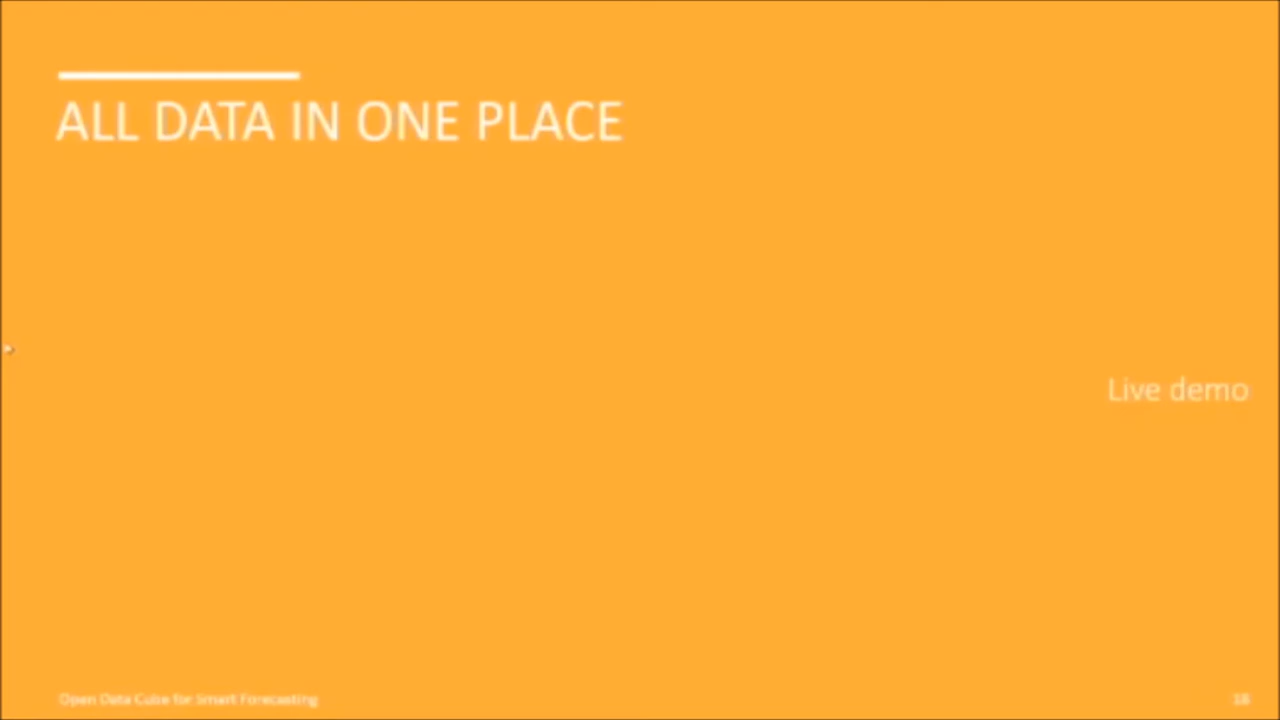 ALL DATA IN ONE PLACE
Live demo
Open Data Cube for Smart Forecasting
18